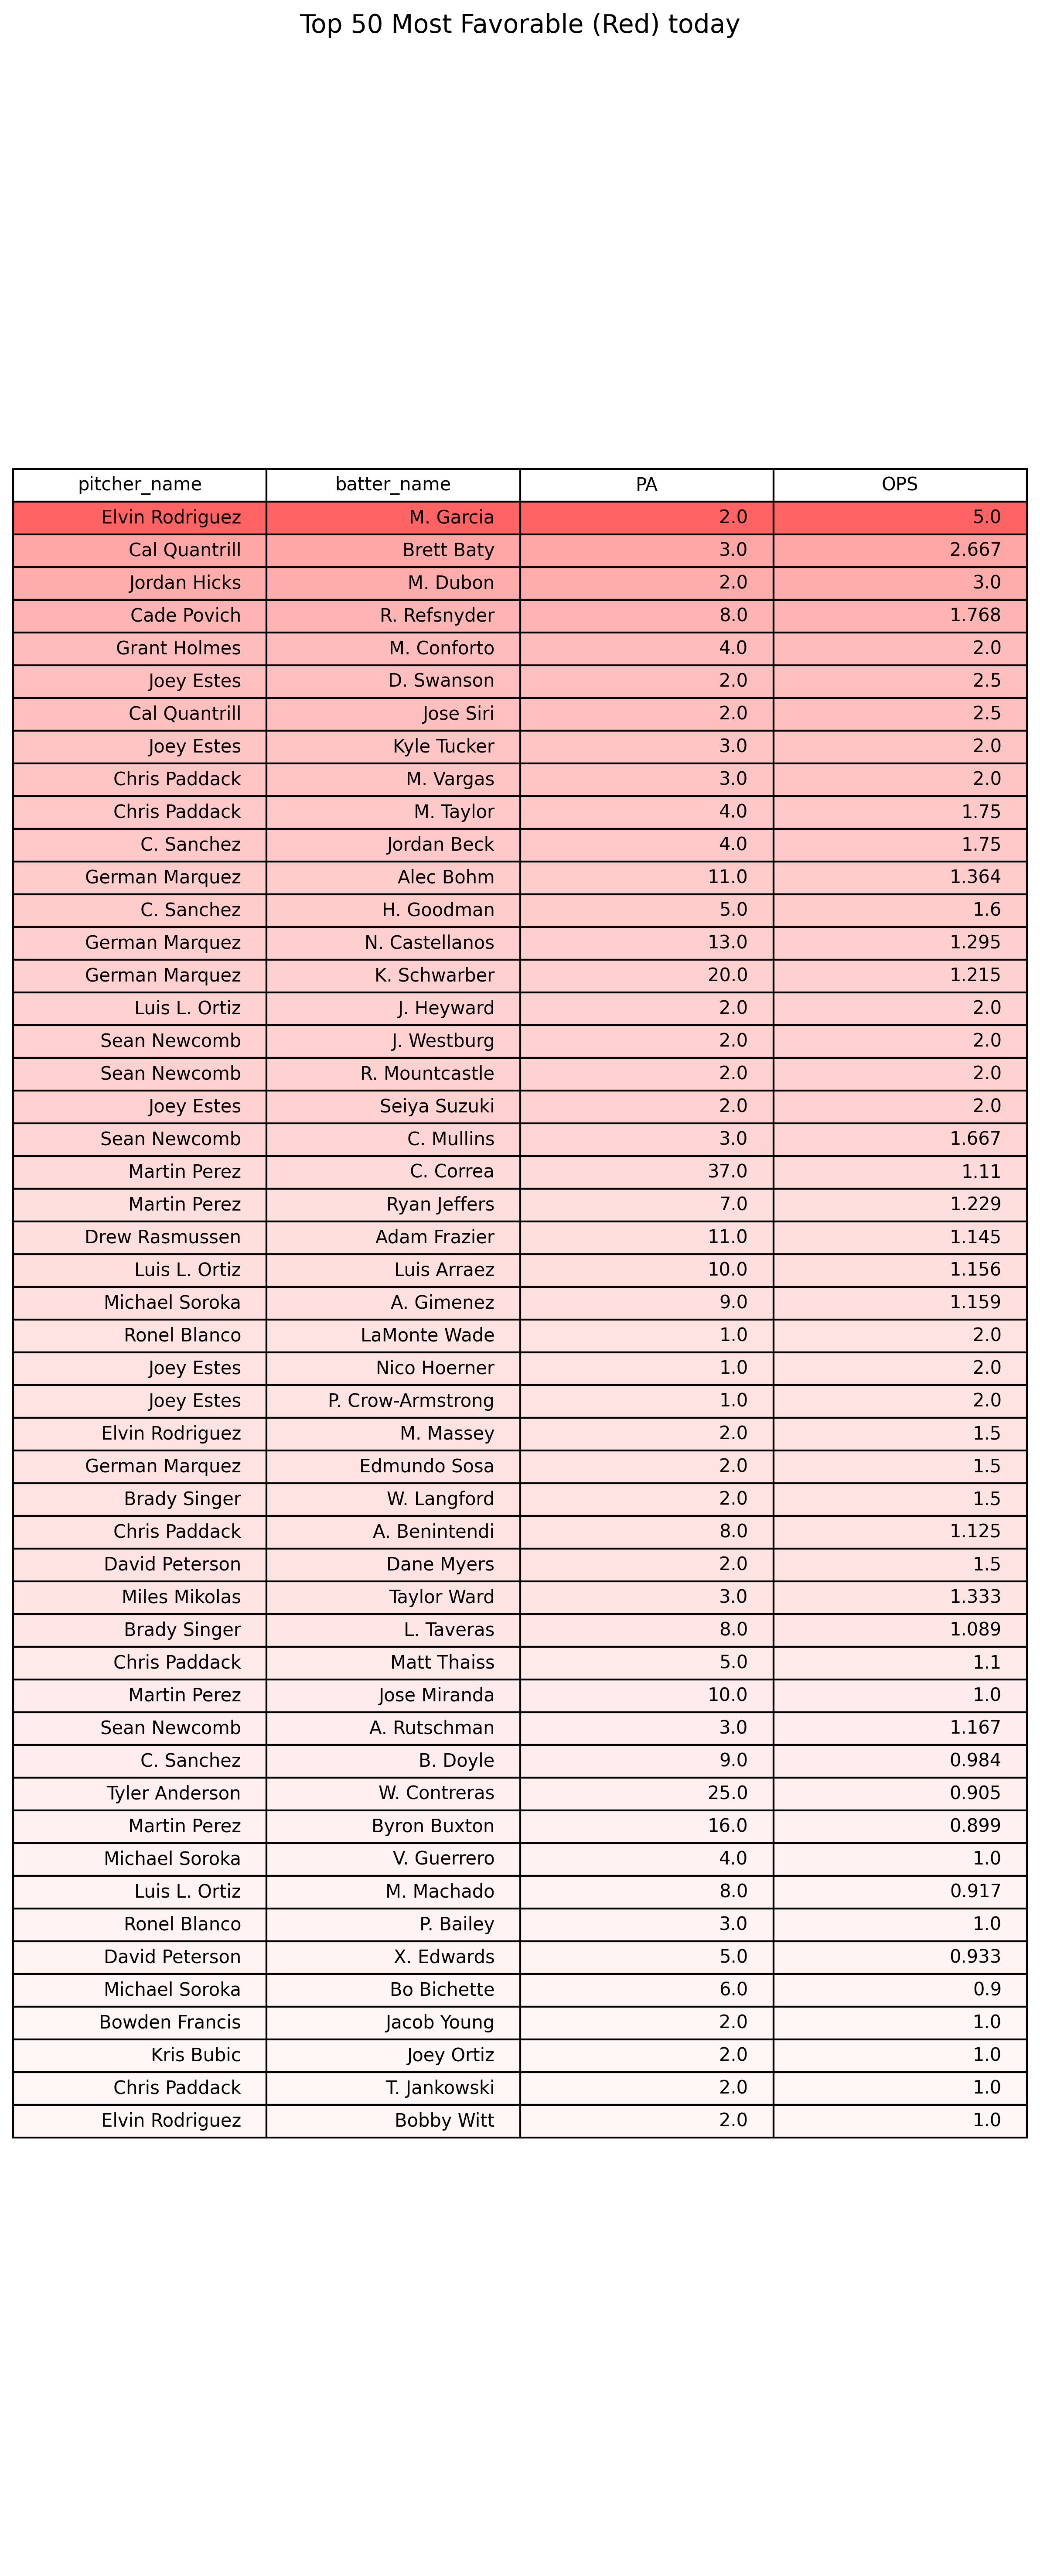 Top 50 Most Favorable (Red) today
pitcher_name batter_name PA OPS
Elvin Rodriguez M. Garcia 2.0 5.0
Cal Quantrill Brett Baty 3.0 2.667
Jordan Hicks M. Dubon 2.0 3.0
Cade Povich R. Refsnyder 8.0 1.768
Grant Holmes M. Conforto 4.0 2.0
Joey Estes D. Swanson 2.0 2.5
Cal Quantrill Jose Siri 2.0 2.5
Joey Estes Kyle Tucker 3.0 2.0
Chris Paddack M. Vargas 3.0 2.0
Chris Paddack M. Taylor 4.0 1.75
C. Sanchez Jordan Beck 4.0 1.75
German Marquez Alec Bohm 11.0 1.364
C. Sanchez H. Goodman 5.0 1.6
German Marquez N. Castellanos 13.0 1.295
German Marquez K. Schwarber 20.0 1.215
Luis L. Ortiz J. Heyward 2.0 2.0
Sean Newcomb J. Westburg 2.0 2.0
Sean Newcomb R. Mountcastle 2.0 2.0
Joey Estes Seiya Suzuki 2.0 2.0
Sean Newcomb C. Mullins 3.0 1.667
Martin Perez C. Correa 37.0 1.11
Martin Perez Ryan Jeffers 7.0 1.229
Drew Rasmussen Adam Frazier 11.0 1.145
Luis L. Ortiz Luis Arraez 10.0 1.156
Michael Soroka A. Gimenez 9.0 1.159
Ronel Blanco LaMonte Wade 1.0 2.0
Joey Estes Nico Hoerner 1.0 2.0
Joey Estes P. Crow-Armstrong 1.0 2.0
Elvin Rodriguez M. Massey 2.0 1.5
German Marquez Edmundo Sosa 2.0 1.5
Brady Singer W. Langford 2.0 1.5
Chris Paddack A. Benintendi 8.0 1.125
David Peterson Dane Myers 2.0 1.5
Miles Mikolas Taylor Ward 3.0 1.333
Brady Singer L. Taveras 8.0 1.089
Chris Paddack Matt Thaiss 5.0 1.1
Martin Perez Jose Miranda 10.0 1.0
Sean Newcomb A. Rutschman 3.0 1.167
C. Sanchez B. Doyle 9.0 0.984
Tyler Anderson W. Contreras 25.0 0.905
Martin Perez Byron Buxton 16.0 0.899
Michael Soroka V. Guerrero 4.0 1.0
Luis L. Ortiz M. Machado 8.0 0.917
Ronel Blanco P. Bailey 3.0 1.0
David Peterson X. Edwards 5.0 0.933
Michael Soroka Bo Bichette 6.0 0.9
Bowden Francis Jacob Young 2.0 1.0
Kris Bubic Joey Ortiz 2.0 1.0
Chris Paddack T. Jankowski 2.0 1.0
Elvin Rodriguez Bobby Witt 2.0 1.0